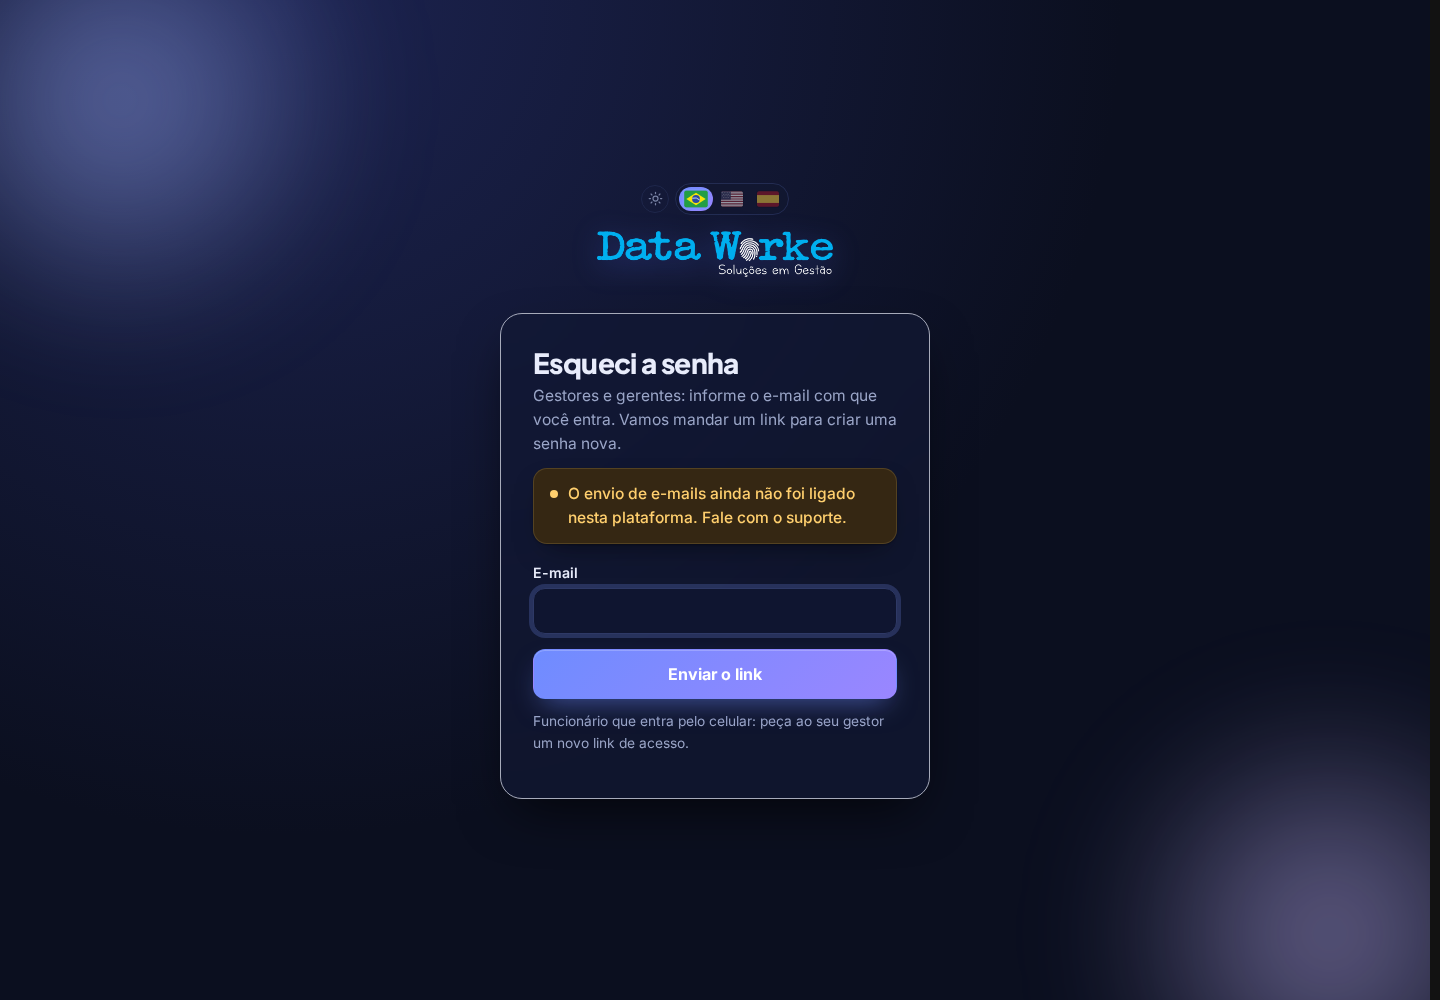 Data Worke
Soluções em Gestão
Esqueci a senha
Gestores e gerentes: informe o e-mail com que
você entra. Vamos mandar um link para criar uma
senha nova.
O envio de e-mails ainda não foi ligado
nesta plataforma. Fale com o suporte.
E-mail
Enviar o link
Funcionário que entra pelo celular: peça ao seu gestor
um novo link de acesso.